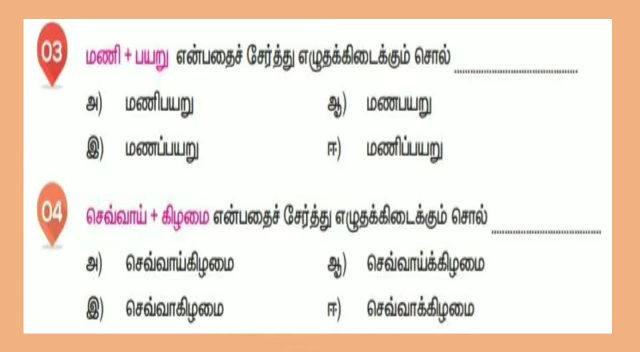 03 மணி + பயறு என்பதைச் சேர்த்து எழுதக்கிடைக்கும் சொல் ........................
அ) மணிபயறு ஆ) மணபயறு
இ) மணப்பயறு ஈ) மணிப்பயறு
04 செவ்வாய் + கிழமை என்பதைச் சேர்த்து எழுதக்கிடைக்கும் சொல் ........................
அ) செவ்வாய்கிழமை ஆ) செவ்வாய்க்கிழமை
இ) செவ்வாகிழமை ஈ) செவ்வாக்கிழமை